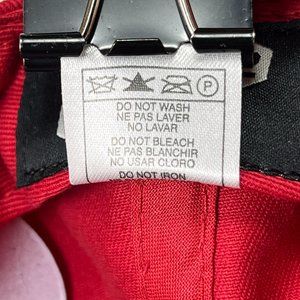 P
DO NOT WASH
NE PAS LAVER
NO LAVAR
DO NOT BLEACH
NE PAS BLANCHIR
NO USAR CLORO
DO NOT IRON